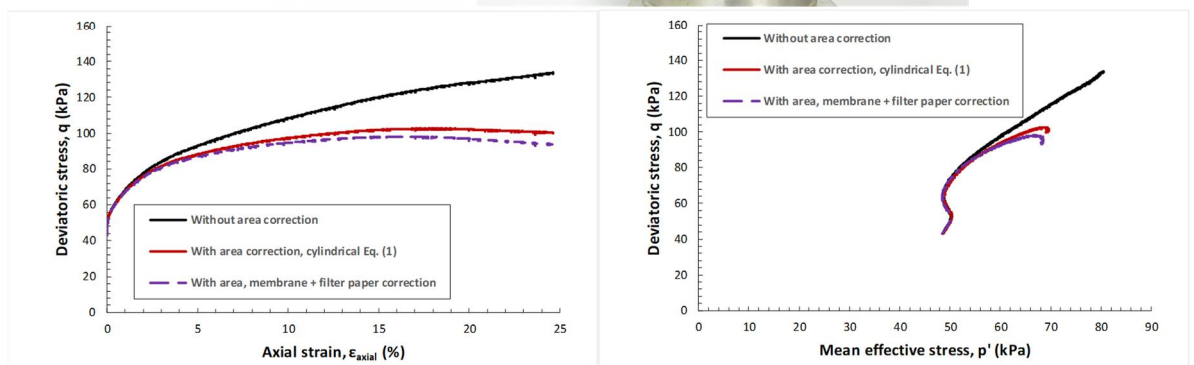 160
140
120
100
80
60
40
20
0
Deviatoric stress, q (kPa)
Without area correction
With area correction, cylindrical Eq. (1)
With area, membrane + filter paper correction
0 5 10 15 20 25
Axial strain, εaxial (%)
160
140
120
100
80
60
40
20
0
Deviatoric stress, q (kPa)
Without area correction
With area correction, cylindrical Eq. (1)
With area, membrane + filter paper correction
0 10 20 30 40 50 60 70 80 90
Mean effective stress, p' (kPa)